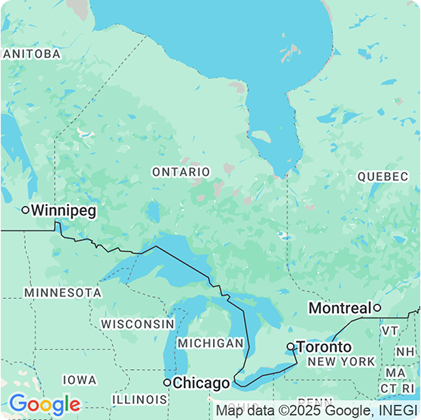 ANITOBA
ONTARIO
QUEBEC
Winnipeg
MINNESOTA
Montreal
WISCONSIN
VT
MICHIGAN
Toronto
NH
NEW YORK
MA
IOWA
Chicago
CT RI
ILLINOIS
PENN
Google
Map data ©2025 Google, INEGI